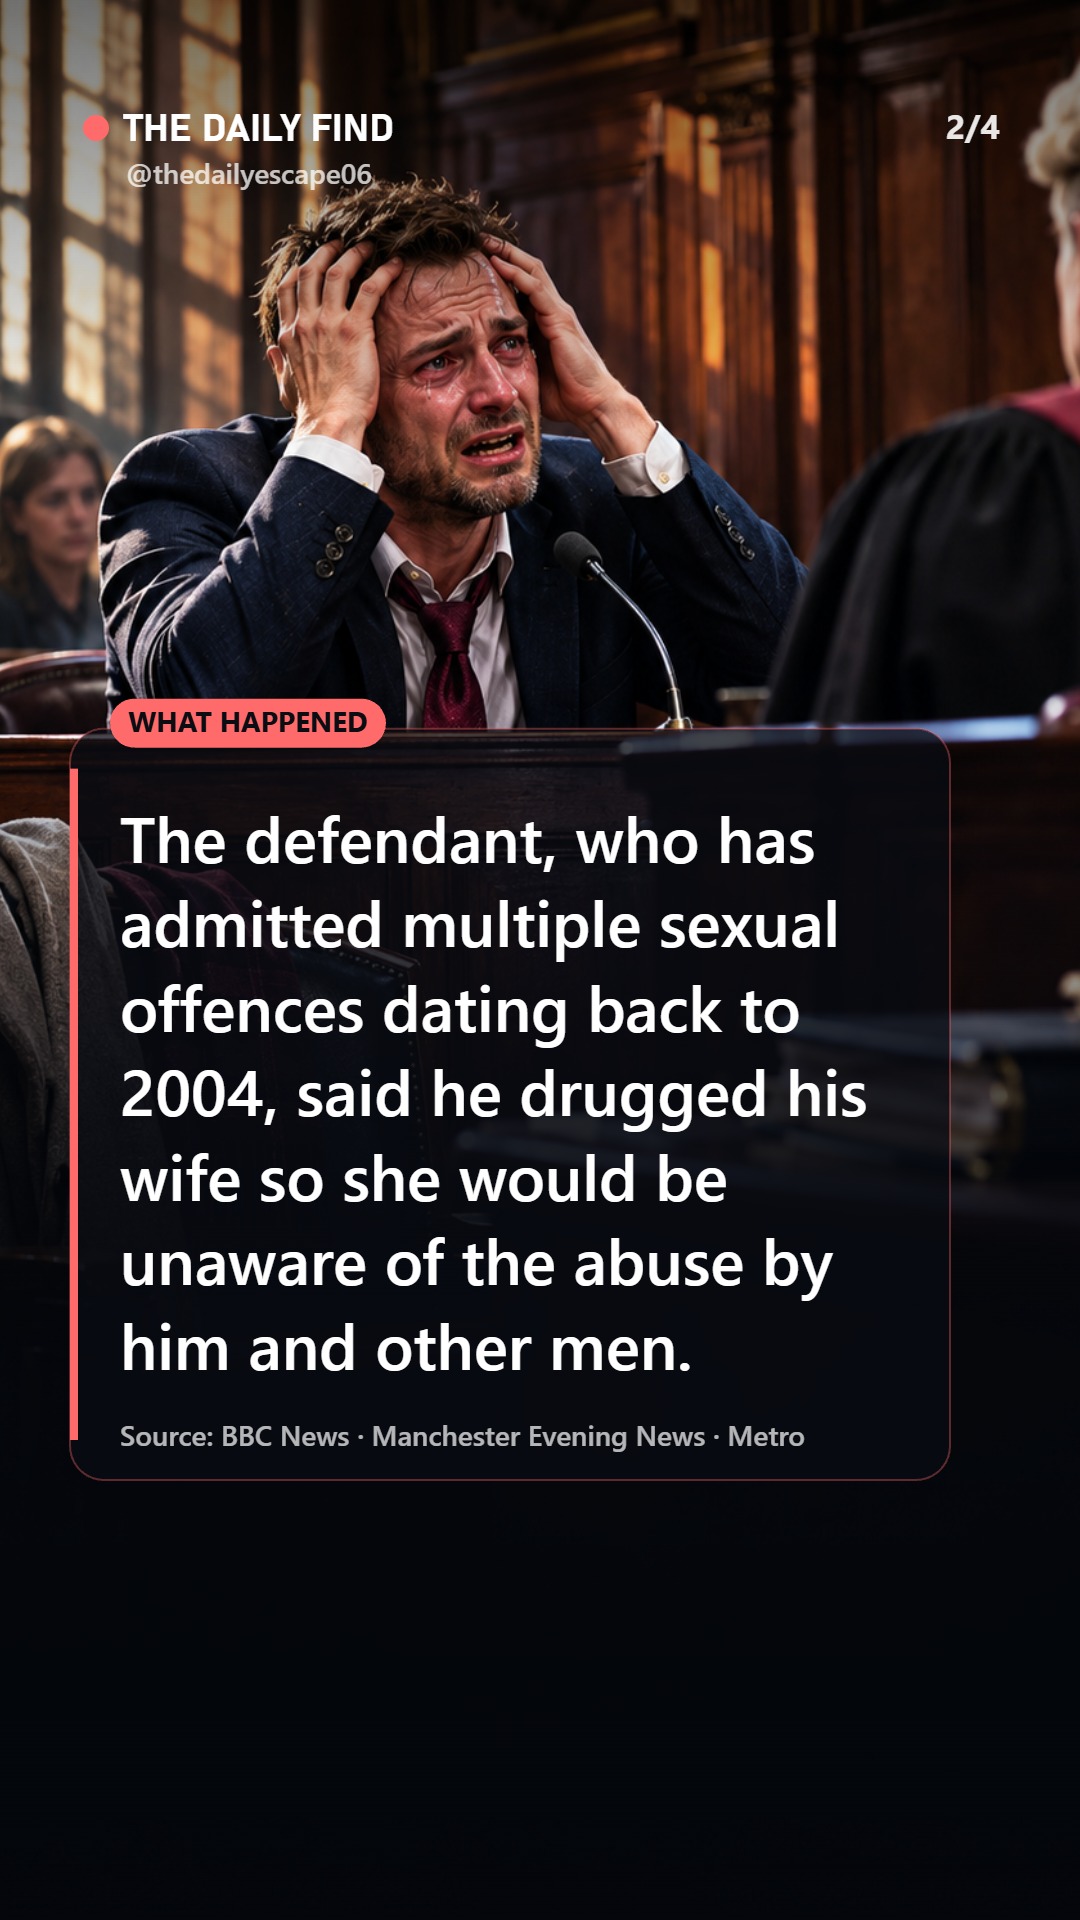 THE DAILY FIND
2/4
@thedailyescape06
WHAT HAPPENED
The defendant, who has
admitted multiple sexual
offences dating back to
2004, said he drugged his
wife so she would be
unaware of the abuse by
him and other men.
Source: BBC News · Manchester Evening News · Metro